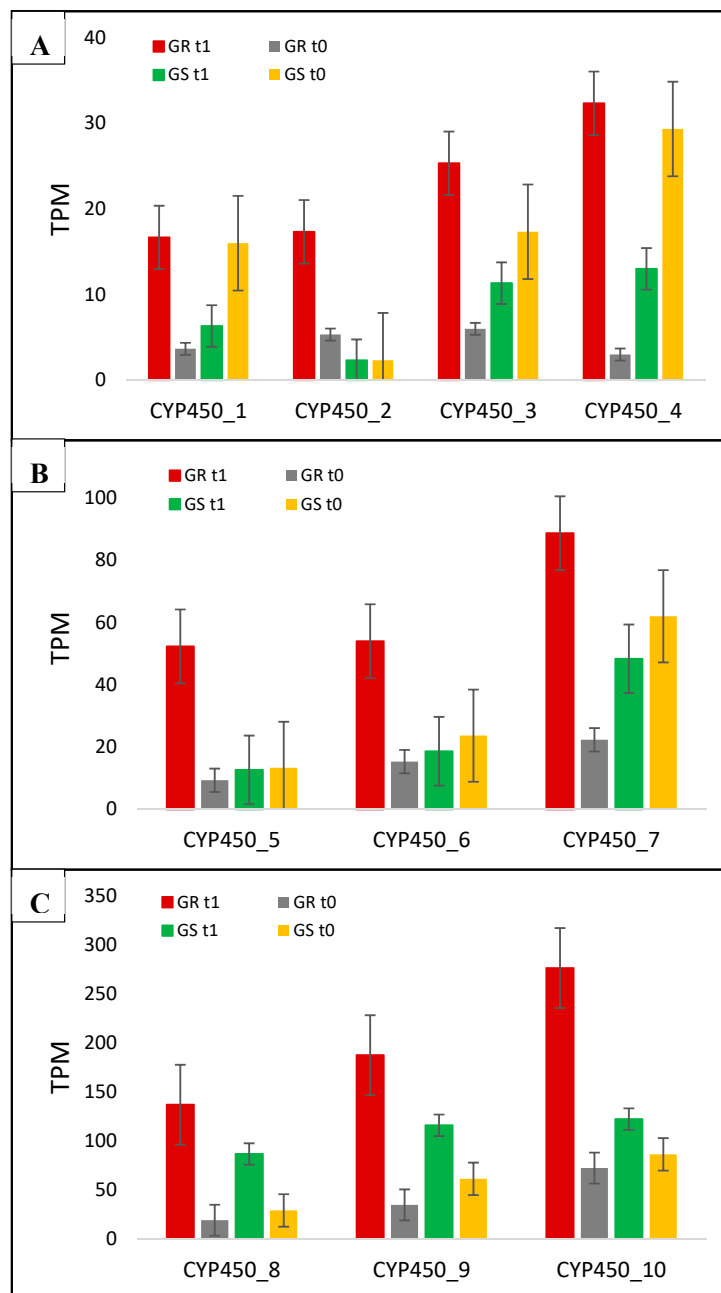 A
GR t1 GR t0
GS t1 GS t0
TPM
40
30
20
10
0
CYP450_1 CYP450_2 CYP450_3 CYP450_4
B
GR t1 GR t0
GS t1 GS t0
TPM
100
80
60
40
20
0
CYP450_5 CYP450_6 CYP450_7
C
GR t1 GR t0
GS t1 GS t0
TPM
350
300
250
200
150
100
50
0
CYP450_8 CYP450_9 CYP450_10